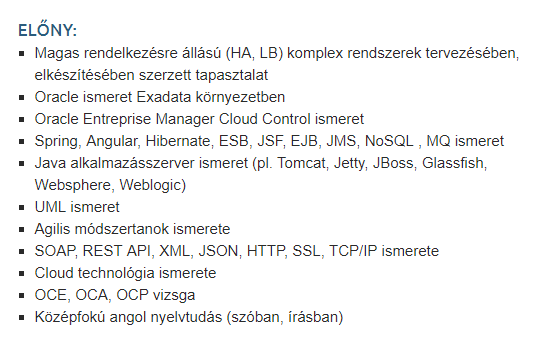 ELŐNY:
▪ Magas rendelkezésre állású (HA, LB) komplex rendszerek tervezésében,
elkészítésében szerzett tapasztalat
▪ Oracle ismeret Exadata környezetben
▪ Oracle Entreprise Manager Cloud Control ismeret
▪ Spring, Angular, Hibernate, ESB, JSF, EJB, JMS, NoSQL , MQ ismeret
▪ Java alkalmazásszerver ismeret (pl. Tomcat, Jetty, JBoss, Glassfish,
Websphere, Weblogic)
▪ UML ismeret
▪ Agilis módszertanok ismerete
▪ SOAP, REST API, XML, JSON, HTTP, SSL, TCP/IP ismerete
▪ Cloud technológia ismerete
▪ OCE, OCA, OCP vizsga
▪ Középfokú angol nyelvtudás (szóban, írásban)